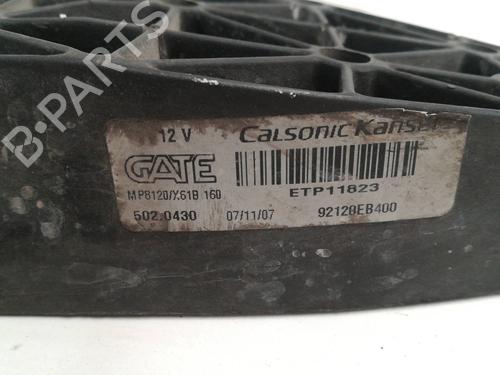 B-PARTS
12 V Calsonic Kansei
GATE
MP8120/X61B 160 ETP11823
502.0430 07/11/07 92120EB400